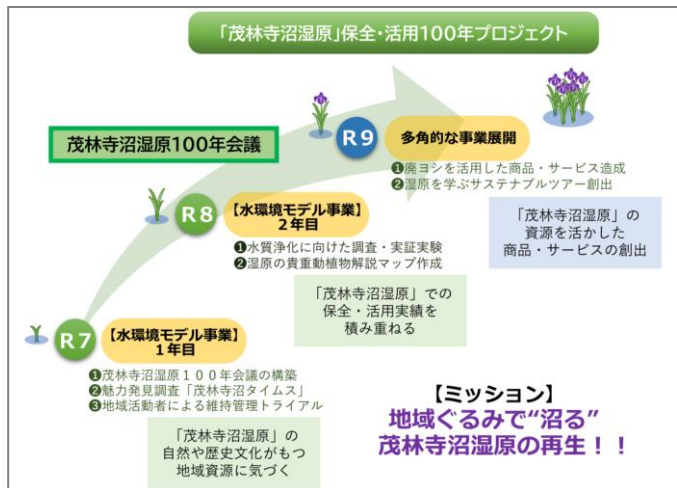 「茂林寺沼湿原」保全・活用100年プロジェクト
茂林寺沼湿原100年会議
R9
多角的な事業展開
❶廃ヨシを活用した商品・サービス造成
❷湿原を学ぶサステナブルツアー創出
「茂林寺沼湿原」の
資源を活かした
商品・サービスの創出
R8
【水環境モデル事業】
2年目
❶水質浄化に向けた調査・実証実験
❷湿原の貴重動植物解説マップ作成
「茂林寺沼湿原」での
保全・活用実績を
積み重ねる
R7
【水環境モデル事業】
1年目
❶茂林寺沼湿原１００年会議の構築
❷魅力発見調査「茂林寺沼タイムス」
❸地域活動者による維持管理トライアル
「茂林寺沼湿原」の
自然や歴史文化がもつ
地域資源に気づく
【ミッション】
地域ぐるみで“沼る”
茂林寺沼湿原の再生！！